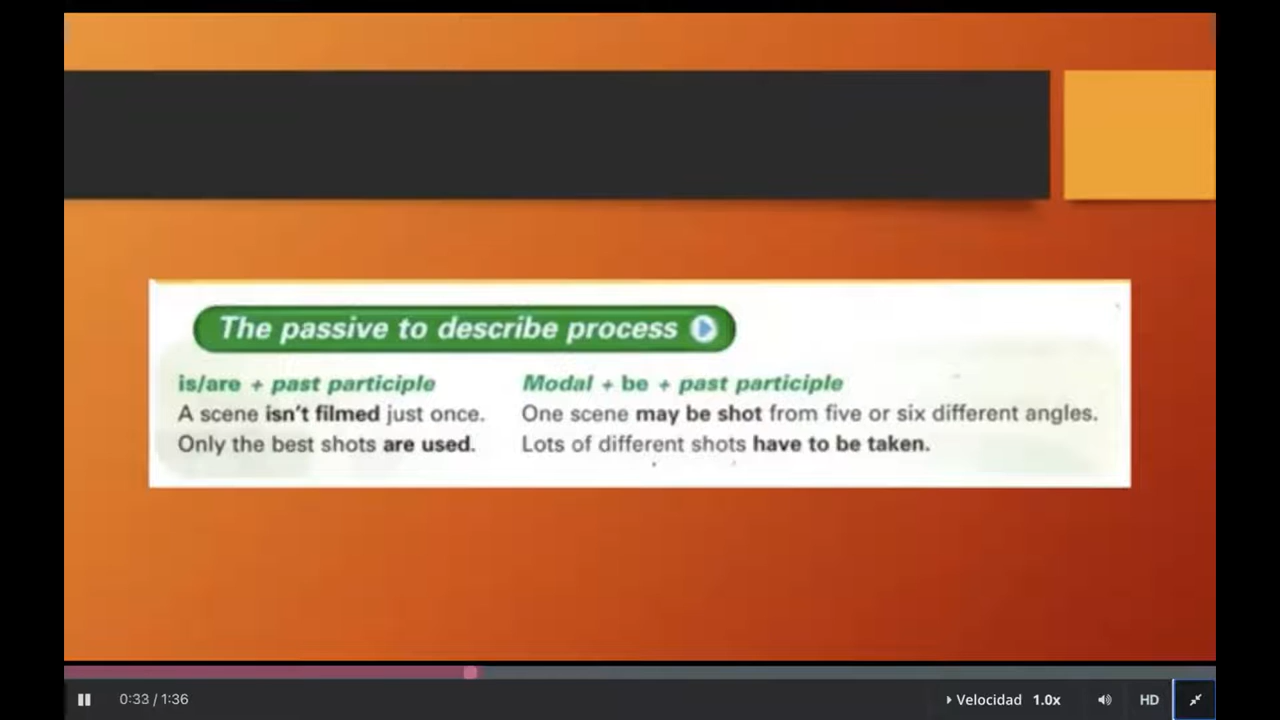 The passive to describe process
is/are + past participle
A scene isn't filmed just once.
Only the best shots are used.
Modal + be + past participle
One scene may be shot from five or six different angles.
Lots of different shots have to be taken.
0:33 / 1:36
Velocidad 1.0x
HD